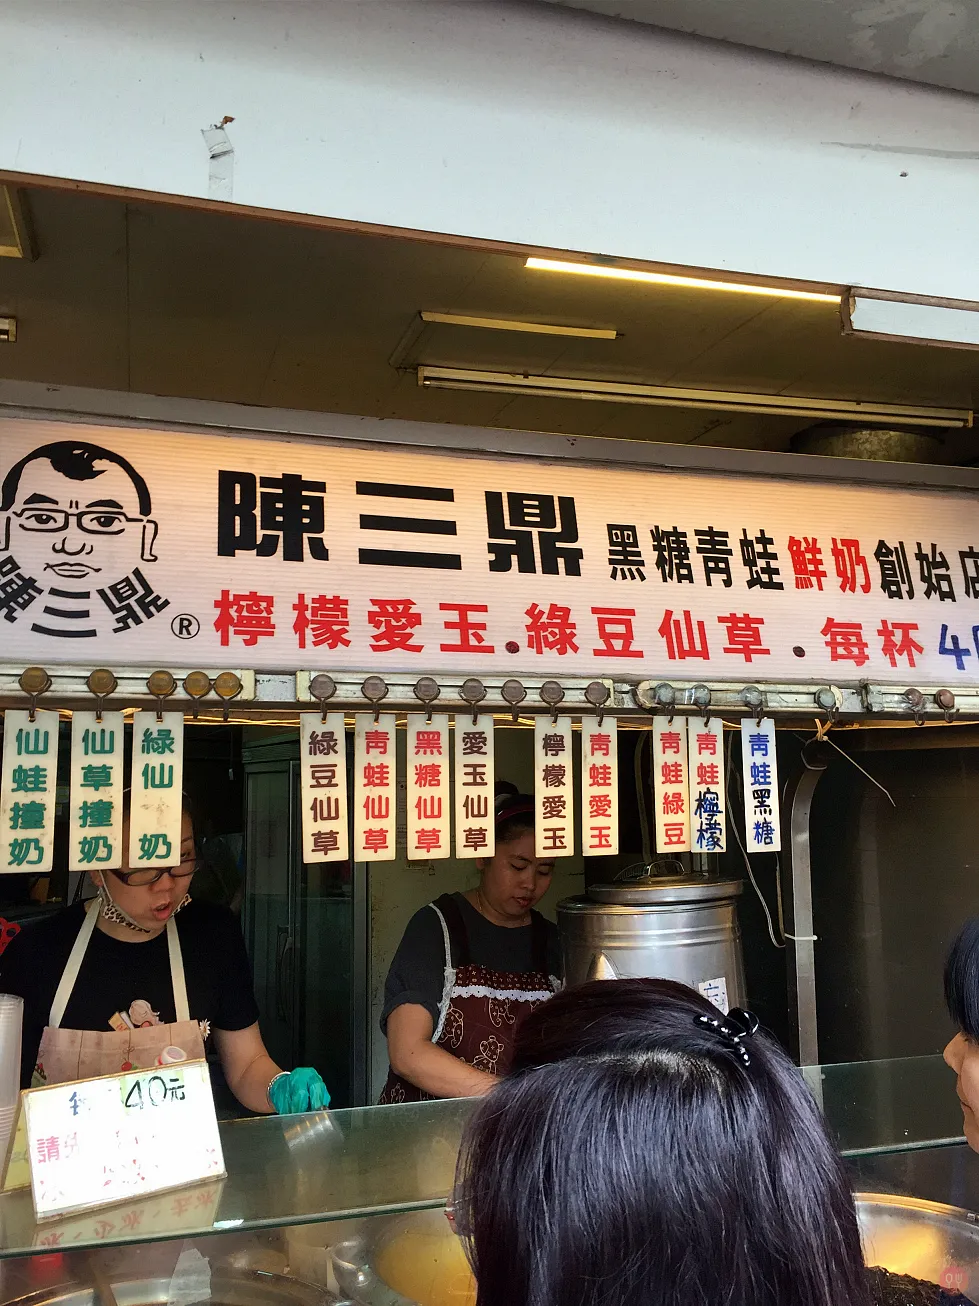 陳三鼎
陳三鼎 黑糖青蛙鮮奶創始店
® 檸檬愛玉.綠豆仙草.每杯40
仙蛙撞奶
仙草撞奶
綠仙奶
綠豆仙草
青蛙仙草
黑糖仙草
愛玉仙草
檸檬愛玉
青蛙愛玉
青蛙綠豆
青蛙檸檬
青蛙黑糖
40元
請